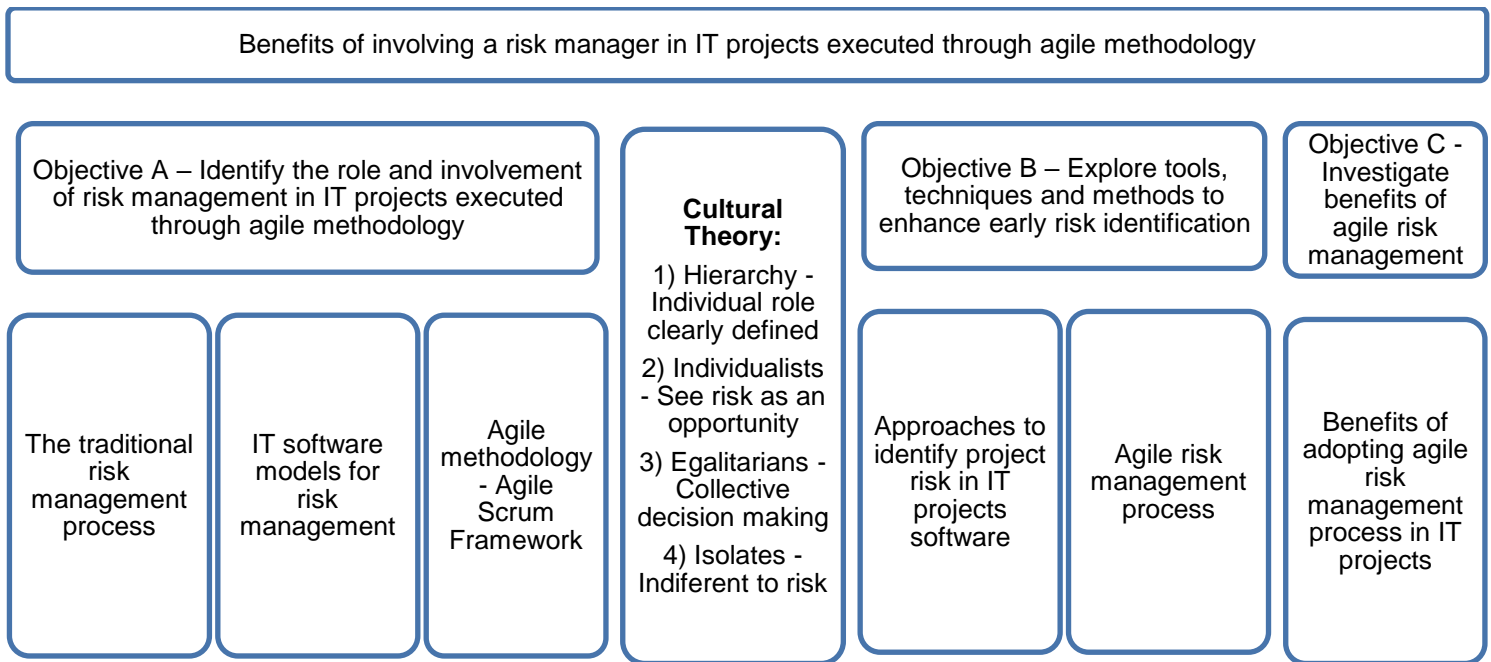 Benefits of involving a risk manager in IT projects executed through agile methodology
Objective A – Identify the role and involvement
of risk management in IT projects executed
through agile methodology
Cultural
Theory:
1) Hierarchy -
Individual role
clearly defined
2) Individualists
- See risk as an
opportunity
3) Egalitarians -
Collective
decision making
4) Isolates -
Indiferent to risk
Objective B – Explore tools,
techniques and methods to
enhance early risk identification
Objective C -
Investigate
benefits of
agile risk
management
The traditional
risk
management
process
IT software
models for
risk
management
Agile
methodology
- Agile
Scrum
Framework
Approaches to
identify project
risk in IT
projects
software
Agile risk
management
process
Benefits of
adopting agile
risk
management
process in IT
projects